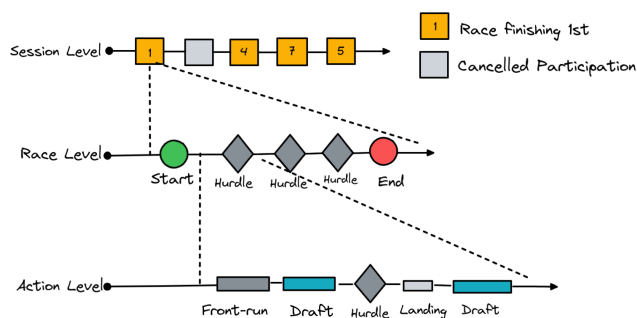 1 Race finishing 1st
Session Level 1 4 7 5
Cancelled Participation
Race Level
Start Hurdle Hurdle Hurdle End
Action Level
Front-run Draft Hurdle Landing Draft